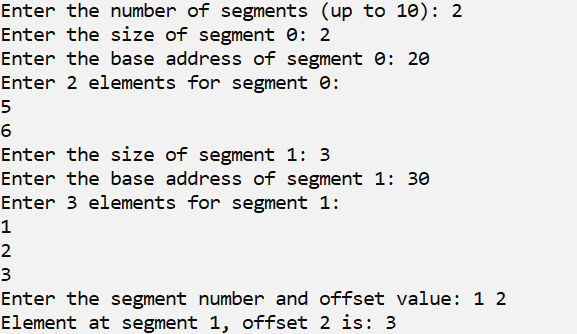 Enter the number of segments (up to 10): 2
Enter the size of segment 0: 2
Enter the base address of segment 0: 20
Enter 2 elements for segment 0:
5
6
Enter the size of segment 1: 3
Enter the base address of segment 1: 30
Enter 3 elements for segment 1:
1
2
3
Enter the segment number and offset value: 1 2
Element at segment 1, offset 2 is: 3